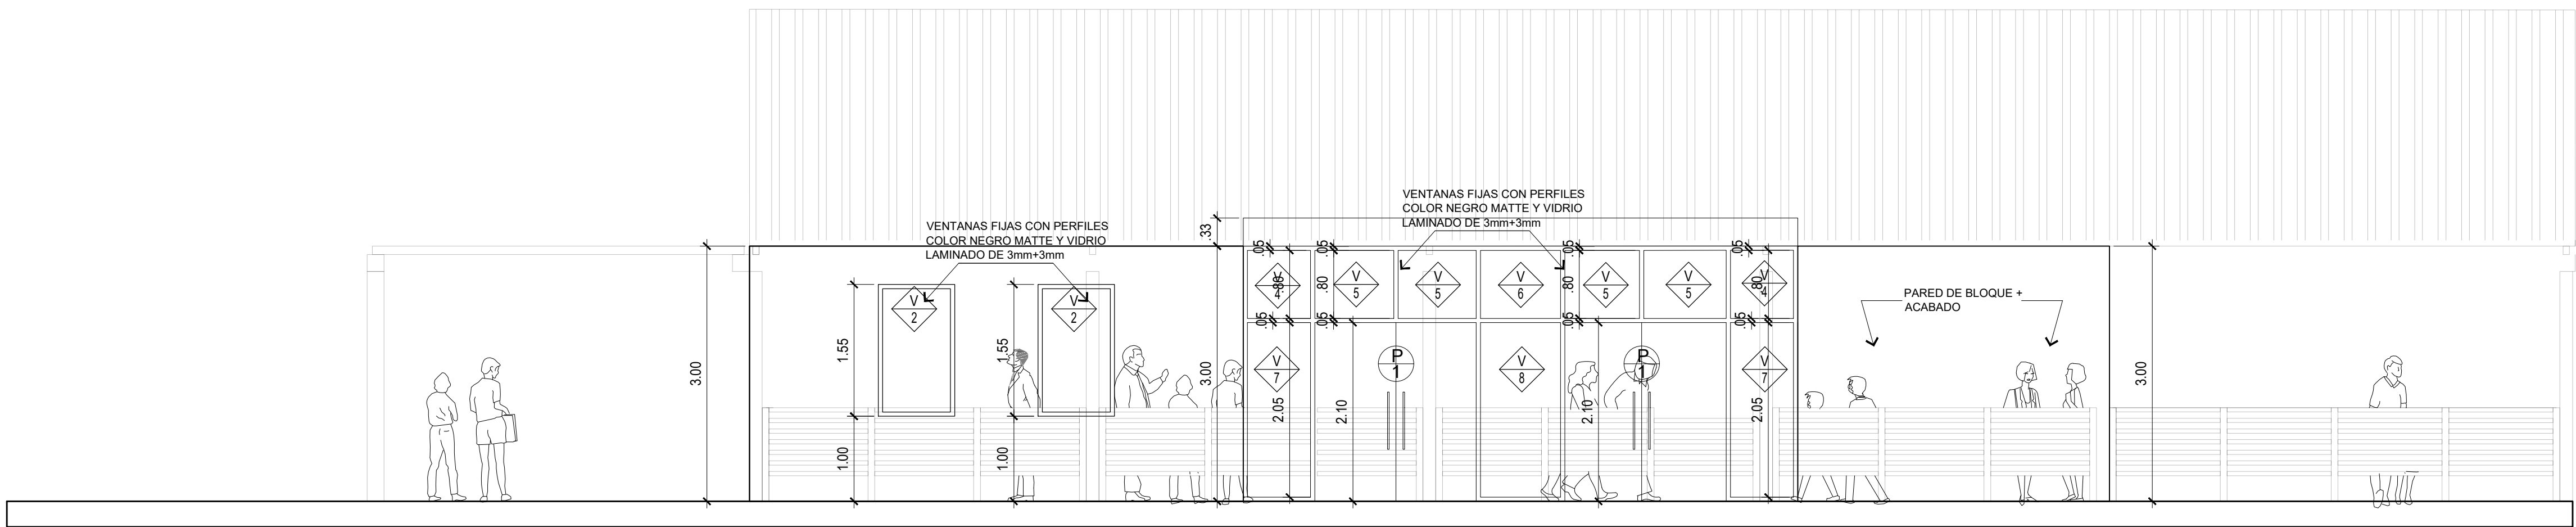 VENTANAS FIJAS CON PERFILES
COLOR NEGRO MATTE Y VIDRIO
LAMINADO DE 3mm+3mm
VENTANAS FIJAS CON PERFILES
COLOR NEGRO MATTE Y VIDRIO
LAMINADO DE 3mm+3mm
PARED DE BLOQUE +
ACABADO
3.00
1.55
1.00
V
2
1.55
1.00
V
2
.33
3.00
.05
.80
.05
V
4
V
7
2.05
.05
.80
.05
V
5
2.10
P
1
V
5
V
6
V
8
.05
.80
.05
V
5
2.10
P
1
V
5
.05
.80
.05
V
4
V
7
2.05
3.00